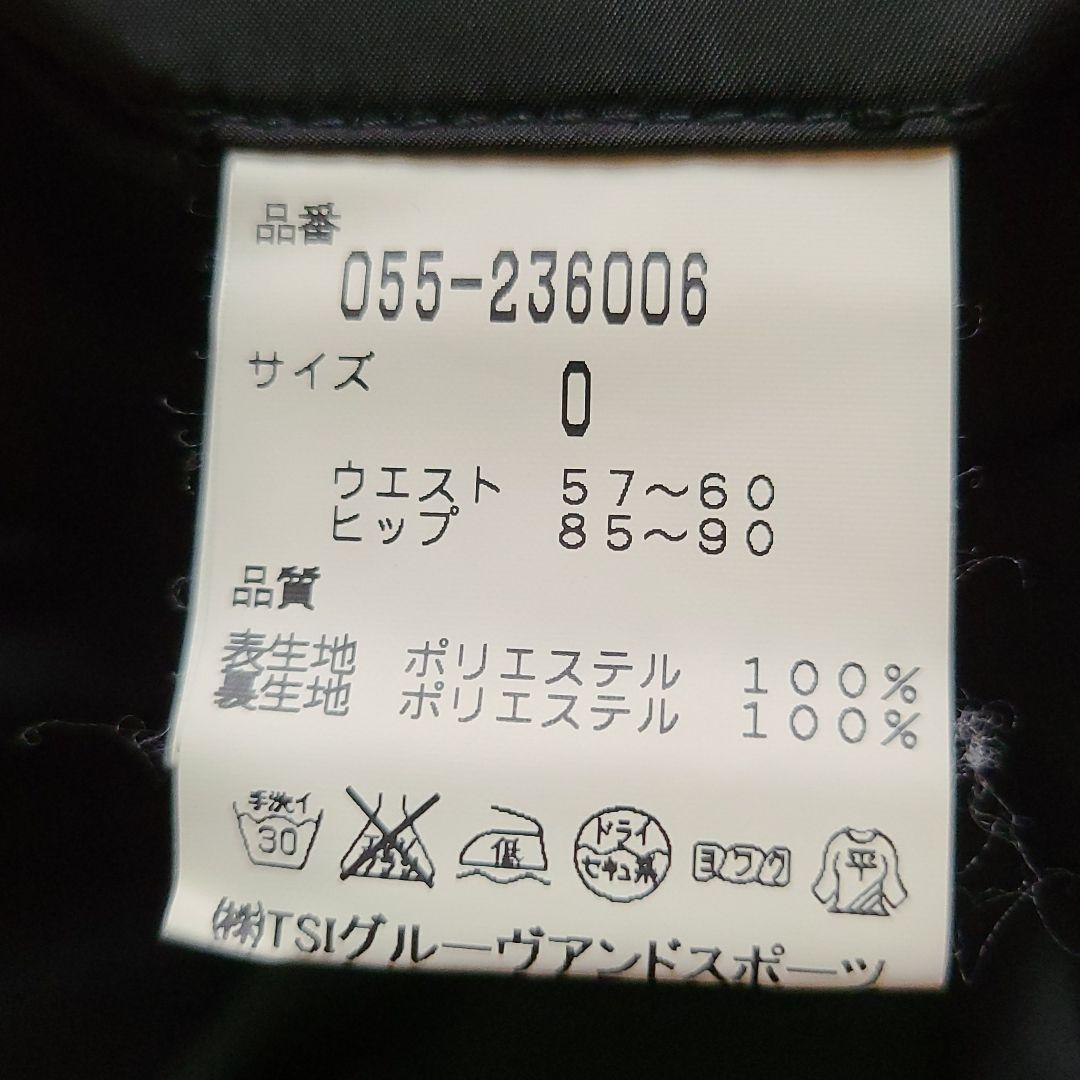 品番
055-236006
サイズ
0
ウエスト 57〜60
ヒップ 85〜90
品質
表生地 ポリエステル 100%
裏生地 ポリエステル 100%
手洗イ 30 低 ドライ セキユ系 ヨワク 平
㈱TSIグルーヴアンドスポーツ